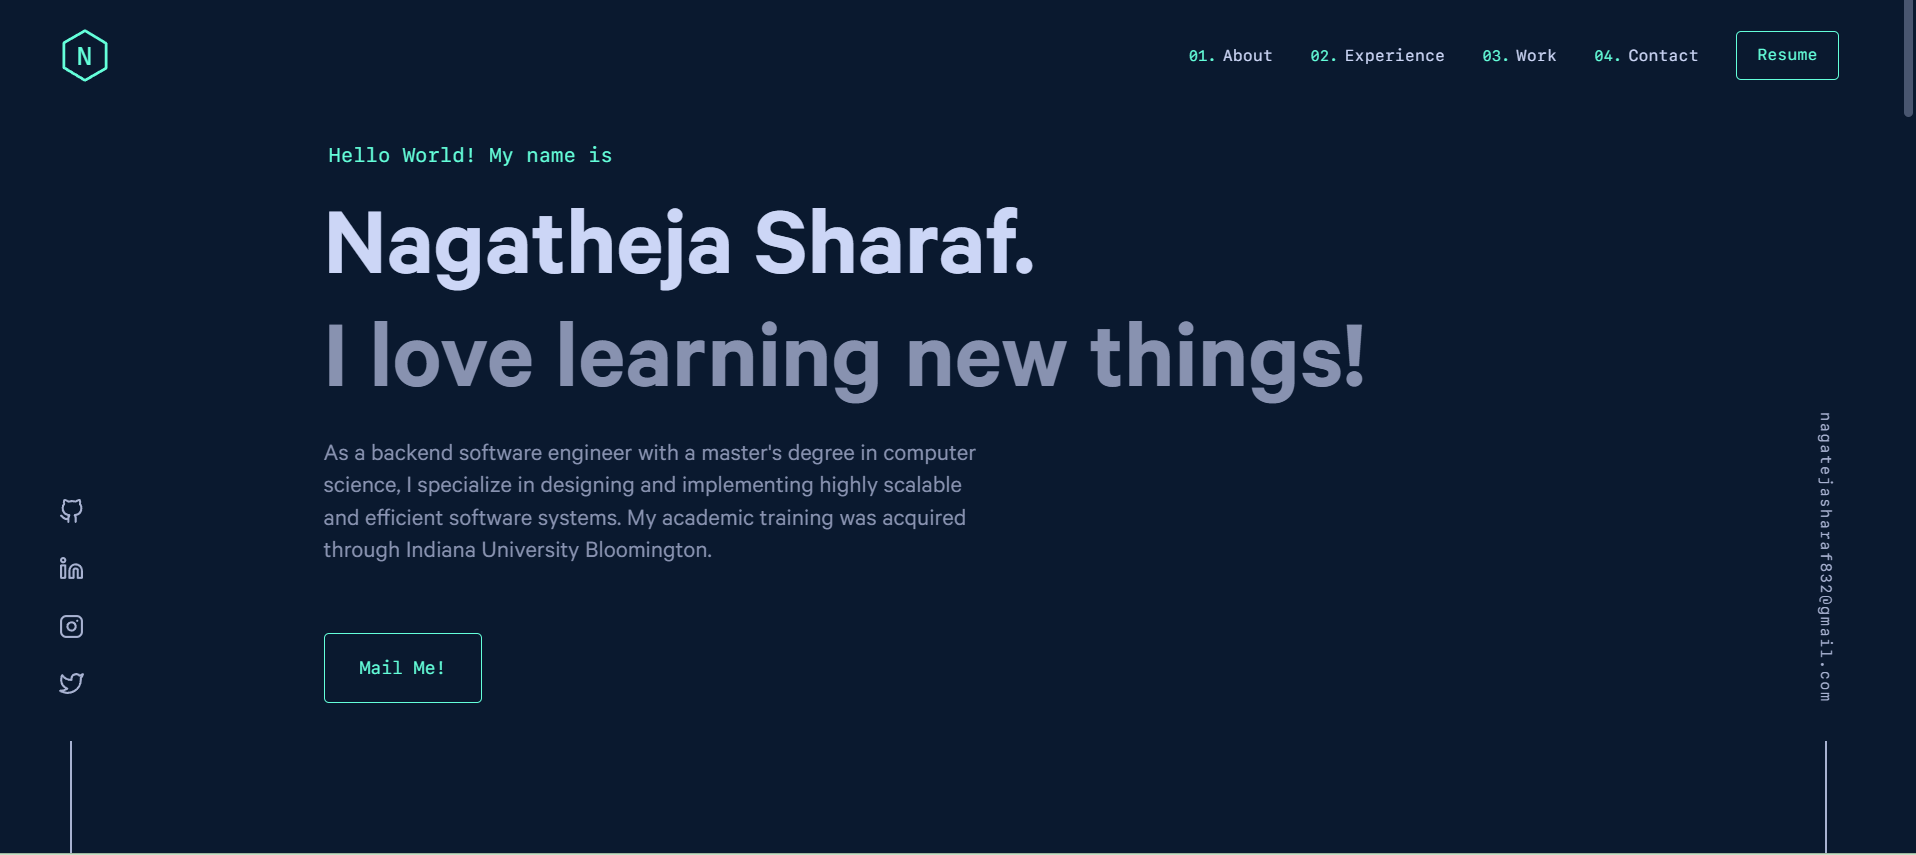 N
01. About 02. Experience 03. Work 04. Contact Resume
Hello World! My name is
Nagatheja Sharaf.
I love learning new things!
As a backend software engineer with a master's degree in computer
science, I specialize in designing and implementing highly scalable
and efficient software systems. My academic training was acquired
through Indiana University Bloomington.
Mail Me!
nagatejasharaf832@gmail.com